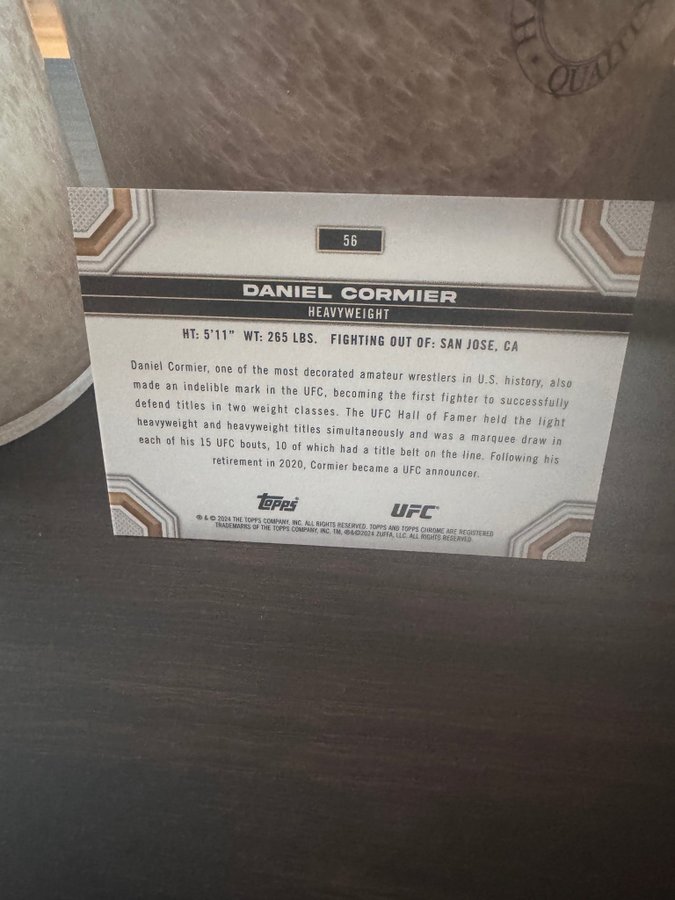 QUALITY
56
DANIEL CORMIER
HEAVYWEIGHT
HT: 5'11" WT: 265 LBS. FIGHTING OUT OF: SAN JOSE, CA
Daniel Cormier, one of the most decorated amateur wrestlers in U.S. history, also
made an indelible mark in the UFC, becoming the first fighter to successfully
defend titles in two weight classes. The UFC Hall of Famer held the light
heavyweight and heavyweight titles simultaneously and was a marquee draw in
each of his 15 UFC bouts, 10 of which had a title belt on the line. Following his
retirement in 2020, Cormier became a UFC announcer.
Topps® UFC®
® & © 2024 THE TOPPS COMPANY, INC. ALL RIGHTS RESERVED. TOPPS AND TOPPS CHROME ARE REGISTERED
TRADEMARKS OF THE TOPPS COMPANY, INC. TM, ®&©2024 ZUFFA, LLC. ALL RIGHTS RESERVED.